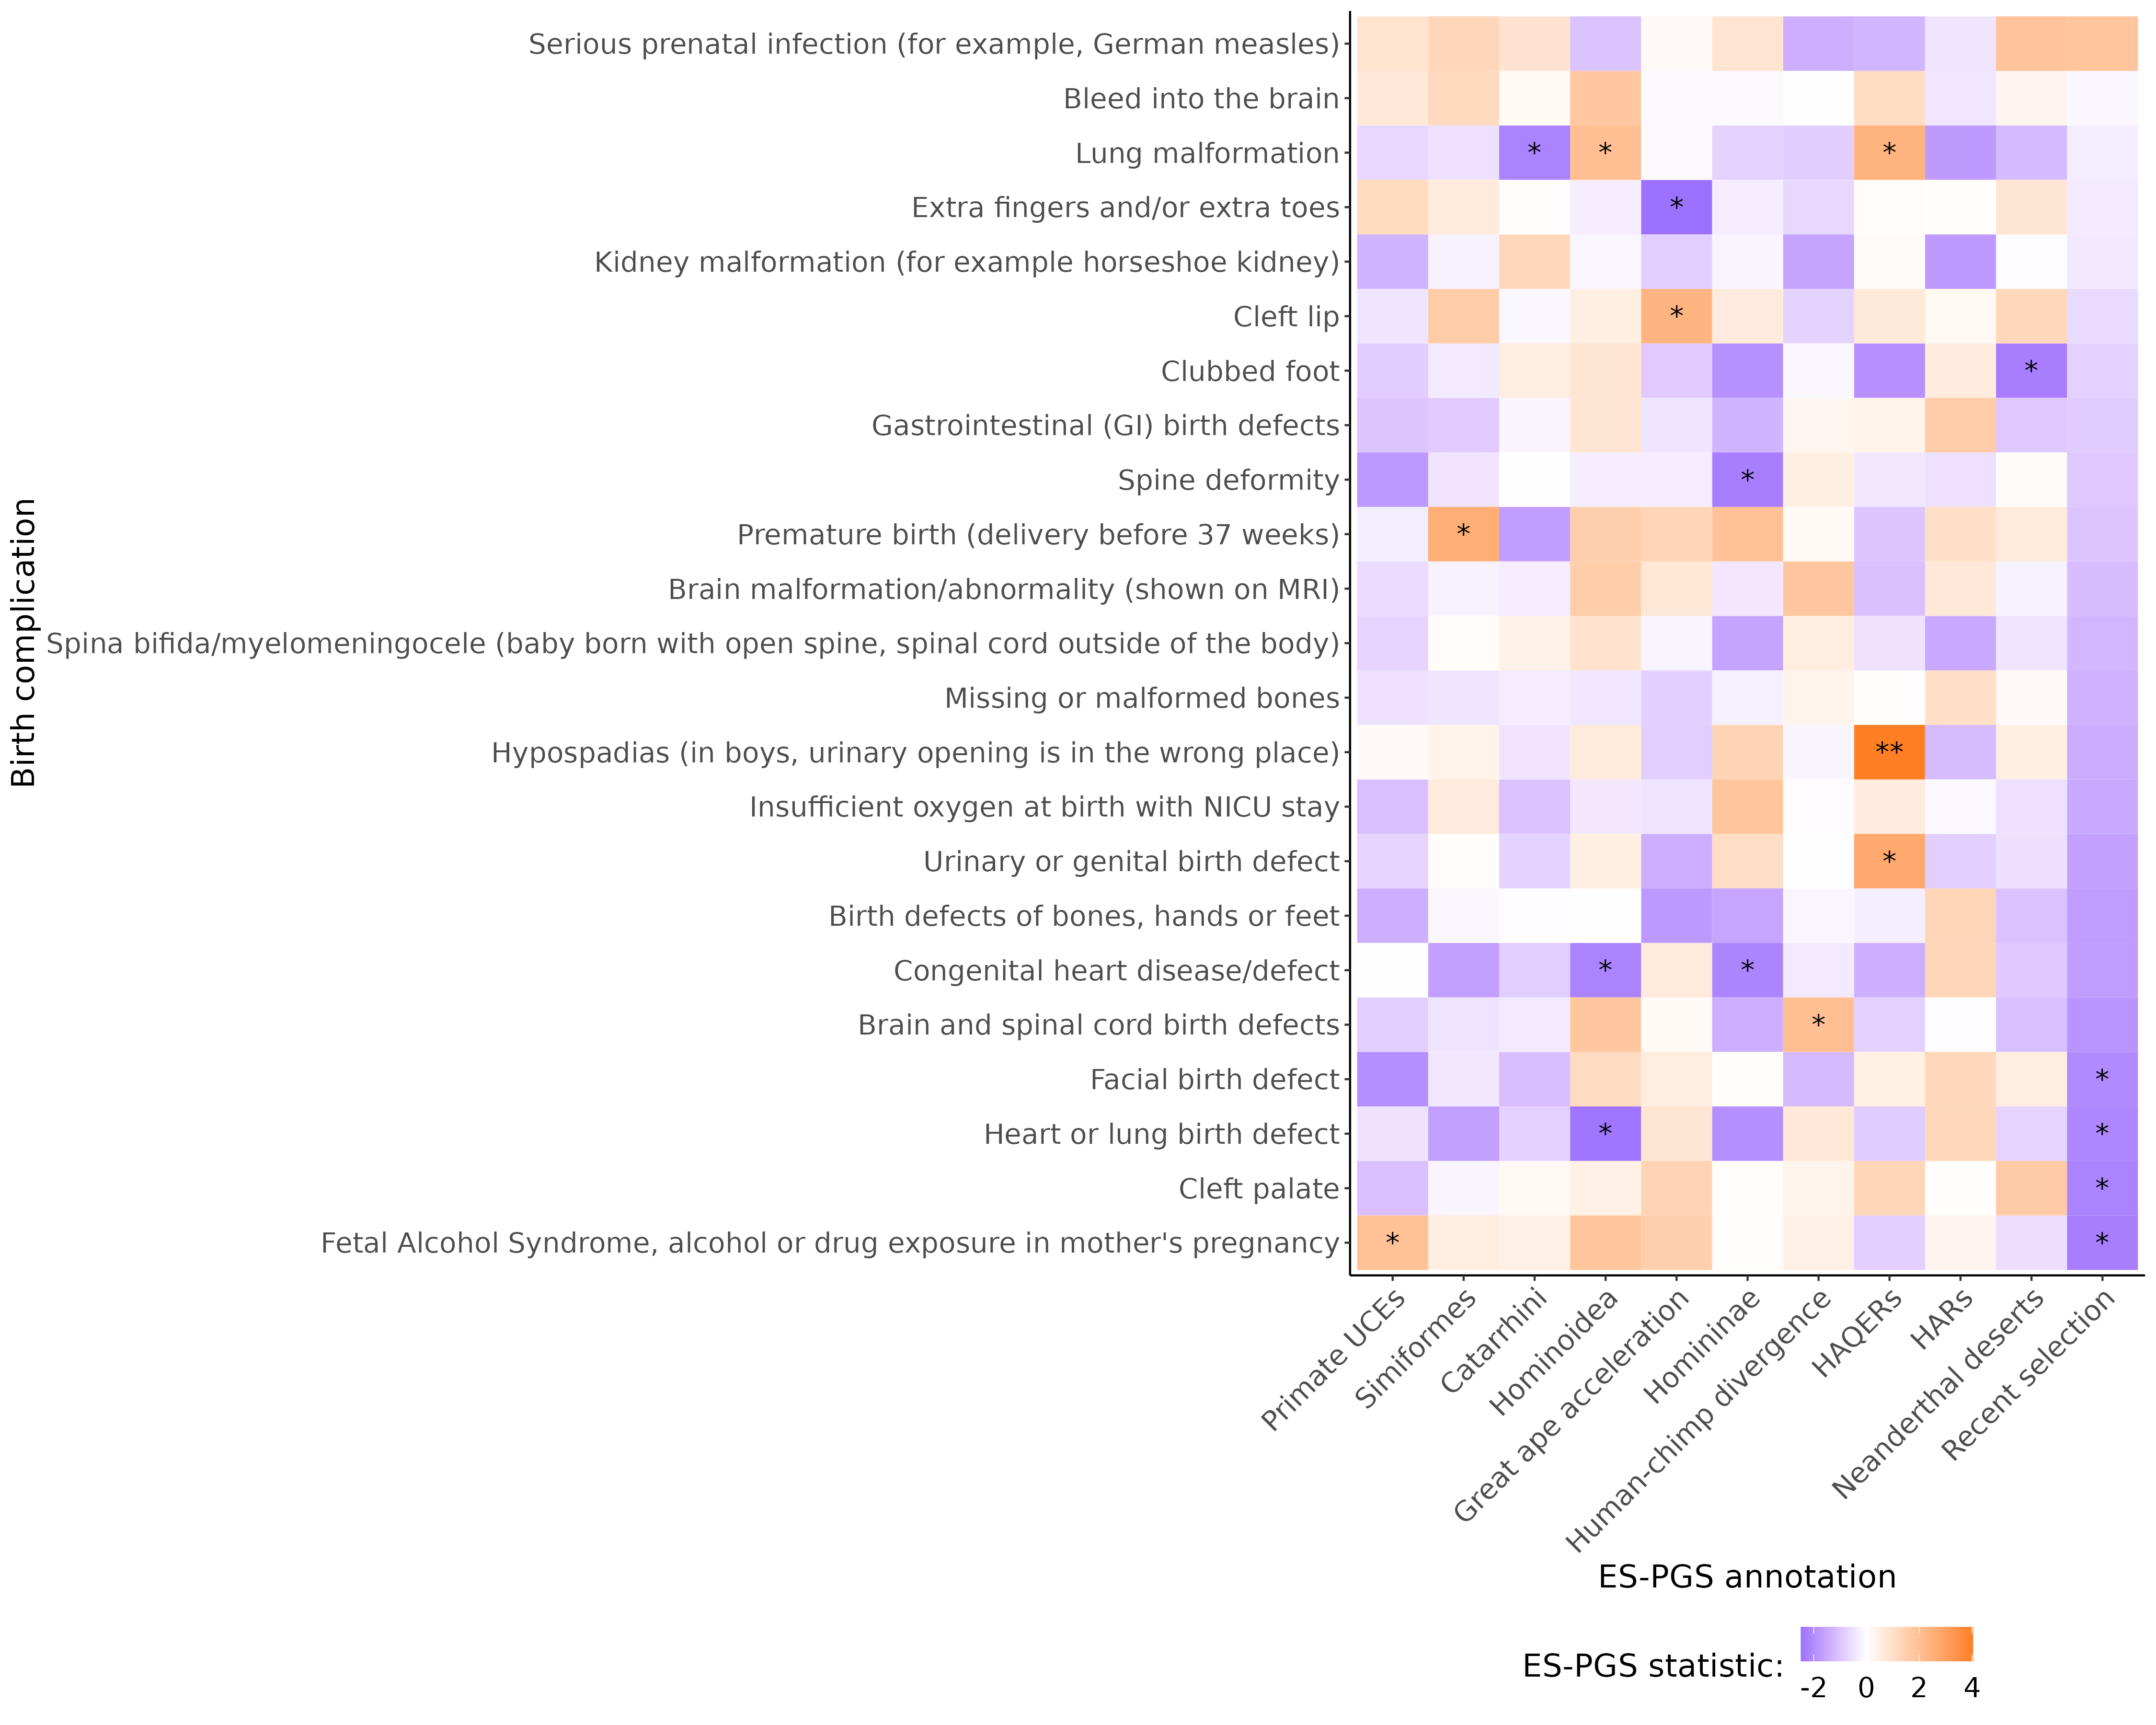 Birth complication
Serious prenatal infection (for example, German measles)
Bleed into the brain
Lung malformation
* * *
Extra fingers and/or extra toes
*
Kidney malformation (for example horseshoe kidney)
Cleft lip
*
Clubbed foot
*
Gastrointestinal (GI) birth defects
Spine deformity
*
Premature birth (delivery before 37 weeks)
*
Brain malformation/abnormality (shown on MRI)
Spina bifida/myelomeningocele (baby born with open spine, spinal cord outside of the body)
Missing or malformed bones
Hypospadias (in boys, urinary opening is in the wrong place)
**
Insufficient oxygen at birth with NICU stay
Urinary or genital birth defect
*
Birth defects of bones, hands or feet
Congenital heart disease/defect
* *
Brain and spinal cord birth defects
*
Facial birth defect
*
Heart or lung birth defect
* *
Cleft palate
*
Fetal Alcohol Syndrome, alcohol or drug exposure in mother's pregnancy
* *
Primate UCEs
Simiformes
Catarrhini
Hominoidea
Great ape acceleration
Homininae
Human-chimp divergence
HAQERs
HARs
Neanderthal deserts
Recent selection
ES-PGS annotation
ES-PGS statistic:
-2 0 2 4